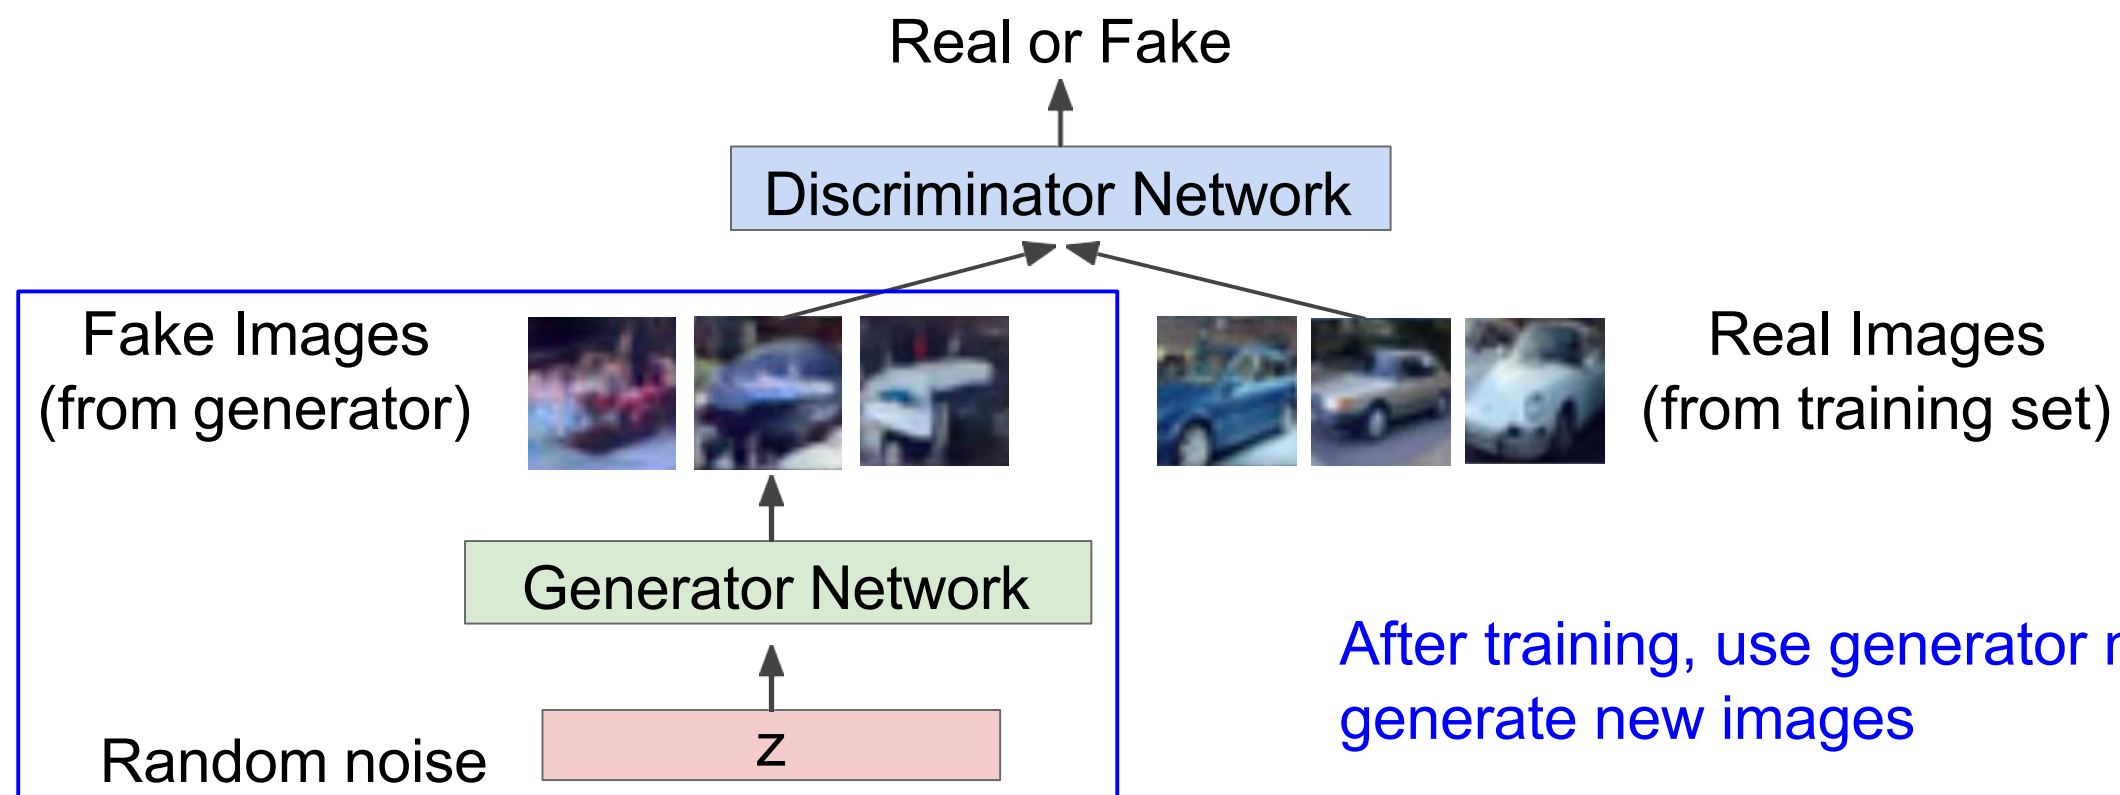 Real or Fake
Discriminator Network
Fake Images
(from generator)
Real Images
(from training set)
Generator Network
After training, use generator
generate new images
Random noise
z